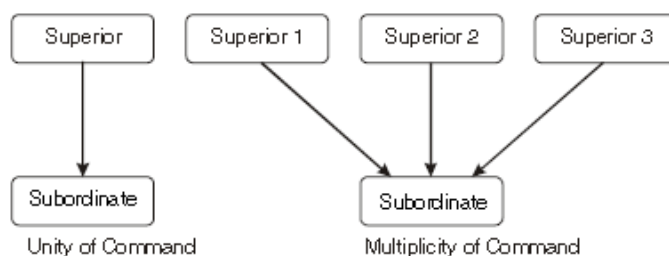 Superior Superior 1 Superior 2 Superior 3
Subordinate Subordinate
Unity of Command Multiplicity of Command